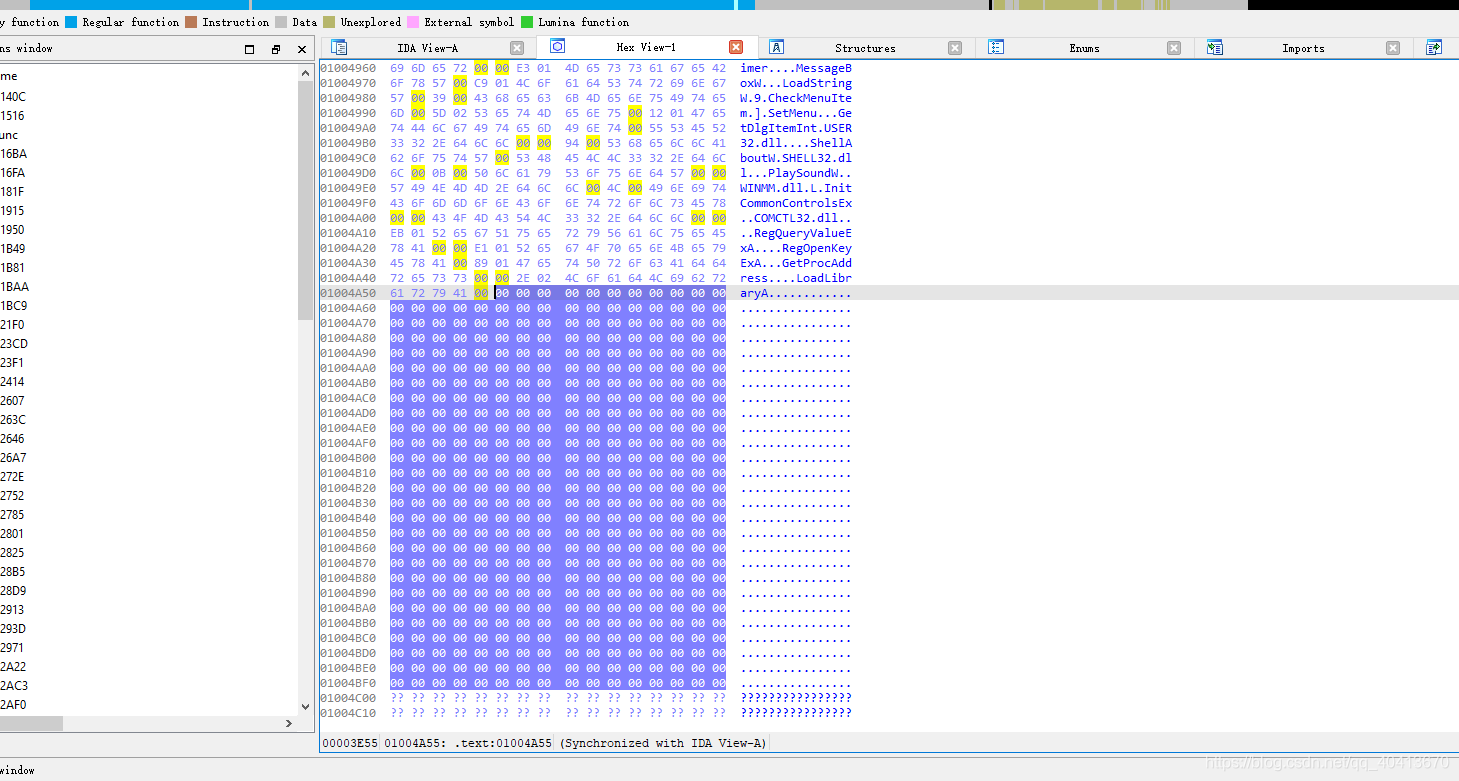 y function Regular function Instruction Data Unexplored External symbol Lumina function
ns window
IDA View-A Hex View-1 Structures Enums Imports
me
140C
1516
unc
16BA
16FA
181F
1915
1950
1B49
1B81
1BAA
1BC9
21F0
23CD
23F1
2414
2607
263C
2646
26A7
272E
2752
2785
2801
2825
28B5
28D9
2913
293D
2971
2A22
2AC3
2AF0
01004960 69 6D 65 72 00 00 E3 01 4D 65 73 73 61 67 65 42 imer....MessageB
01004970 6F 78 57 00 C9 01 4C 6F 61 64 53 74 72 69 6E 67 oxW...LoadString
01004980 57 00 39 00 43 68 65 63 6B 4D 65 6E 75 49 74 65 W.9.CheckMenuIte
01004990 6D 00 5D 02 53 65 74 4D 65 6E 75 00 12 01 47 65 m.].SetMenu...Ge
010049A0 74 44 6C 67 49 74 65 6D 49 6E 74 00 55 53 45 52 tDlgItemInt.USER
010049B0 33 32 2E 64 6C 6C 00 00 94 00 53 68 65 6C 6C 41 32.dll....ShellA
010049C0 62 6F 75 74 57 00 53 48 45 4C 4C 33 32 2E 64 6C boutW.SHELL32.dl
010049D0 6C 00 0B 00 50 6C 61 79 53 6F 75 6E 64 57 00 00 l...PlaySoundW..
010049E0 57 49 4E 4D 4D 2E 64 6C 6C 00 4C 00 49 6E 69 74 WINMM.dll.L.Init
010049F0 43 6F 6D 6D 6F 6E 43 6F 6E 74 72 6F 6C 73 45 78 CommonControlsEx
01004A00 00 00 43 4F 4D 43 54 4C 33 32 2E 64 6C 6C 00 00 ..COMCTL32.dll..
01004A10 EB 01 52 65 67 51 75 65 72 79 56 61 6C 75 65 45 ..RegQueryValueE
01004A20 78 41 00 00 E1 01 52 65 67 4F 70 65 6E 4B 65 79 xA....RegOpenKey
01004A30 45 78 41 00 89 01 47 65 74 50 72 6F 63 41 64 64 ExA...GetProcAdd
01004A40 72 65 73 73 00 00 2E 02 4C 6F 61 64 4C 69 62 72 ress....LoadLibr
01004A50 61 72 79 41 00 00 00 00 00 00 00 00 00 00 00 00 aryA............
01004A60 00 00 00 00 00 00 00 00 00 00 00 00 00 00 00 00 ................
01004A70 00 00 00 00 00 00 00 00 00 00 00 00 00 00 00 00 ................
01004A80 00 00 00 00 00 00 00 00 00 00 00 00 00 00 00 00 ................
01004A90 00 00 00 00 00 00 00 00 00 00 00 00 00 00 00 00 ................
01004AA0 00 00 00 00 00 00 00 00 00 00 00 00 00 00 00 00 ................
01004AB0 00 00 00 00 00 00 00 00 00 00 00 00 00 00 00 00 ................
01004AC0 00 00 00 00 00 00 00 00 00 00 00 00 00 00 00 00 ................
01004AD0 00 00 00 00 00 00 00 00 00 00 00 00 00 00 00 00 ................
01004AE0 00 00 00 00 00 00 00 00 00 00 00 00 00 00 00 00 ................
01004AF0 00 00 00 00 00 00 00 00 00 00 00 00 00 00 00 00 ................
01004B00 00 00 00 00 00 00 00 00 00 00 00 00 00 00 00 00 ................
01004B10 00 00 00 00 00 00 00 00 00 00 00 00 00 00 00 00 ................
01004B20 00 00 00 00 00 00 00 00 00 00 00 00 00 00 00 00 ................
01004B30 00 00 00 00 00 00 00 00 00 00 00 00 00 00 00 00 ................
01004B40 00 00 00 00 00 00 00 00 00 00 00 00 00 00 00 00 ................
01004B50 00 00 00 00 00 00 00 00 00 00 00 00 00 00 00 00 ................
01004B60 00 00 00 00 00 00 00 00 00 00 00 00 00 00 00 00 ................
01004B70 00 00 00 00 00 00 00 00 00 00 00 00 00 00 00 00 ................
01004B80 00 00 00 00 00 00 00 00 00 00 00 00 00 00 00 00 ................
01004B90 00 00 00 00 00 00 00 00 00 00 00 00 00 00 00 00 ................
01004BA0 00 00 00 00 00 00 00 00 00 00 00 00 00 00 00 00 ................
01004BB0 00 00 00 00 00 00 00 00 00 00 00 00 00 00 00 00 ................
01004BC0 00 00 00 00 00 00 00 00 00 00 00 00 00 00 00 00 ................
01004BD0 00 00 00 00 00 00 00 00 00 00 00 00 00 00 00 00 ................
01004BE0 00 00 00 00 00 00 00 00 00 00 00 00 00 00 00 00 ................
01004BF0 00 00 00 00 00 00 00 00 00 00 00 00 00 00 00 00 ................
01004C00 ?? ?? ?? ?? ?? ?? ?? ?? ?? ?? ?? ?? ?? ?? ?? ?? ????????????????
01004C10 ?? ?? ?? ?? ?? ?? ?? ?? ?? ?? ?? ?? ?? ?? ?? ?? ????????????????
00003E55 01004A55: .text:01004A55 (Synchronized with IDA View-A)
window
https://blog.csdn.net/qq_40413670